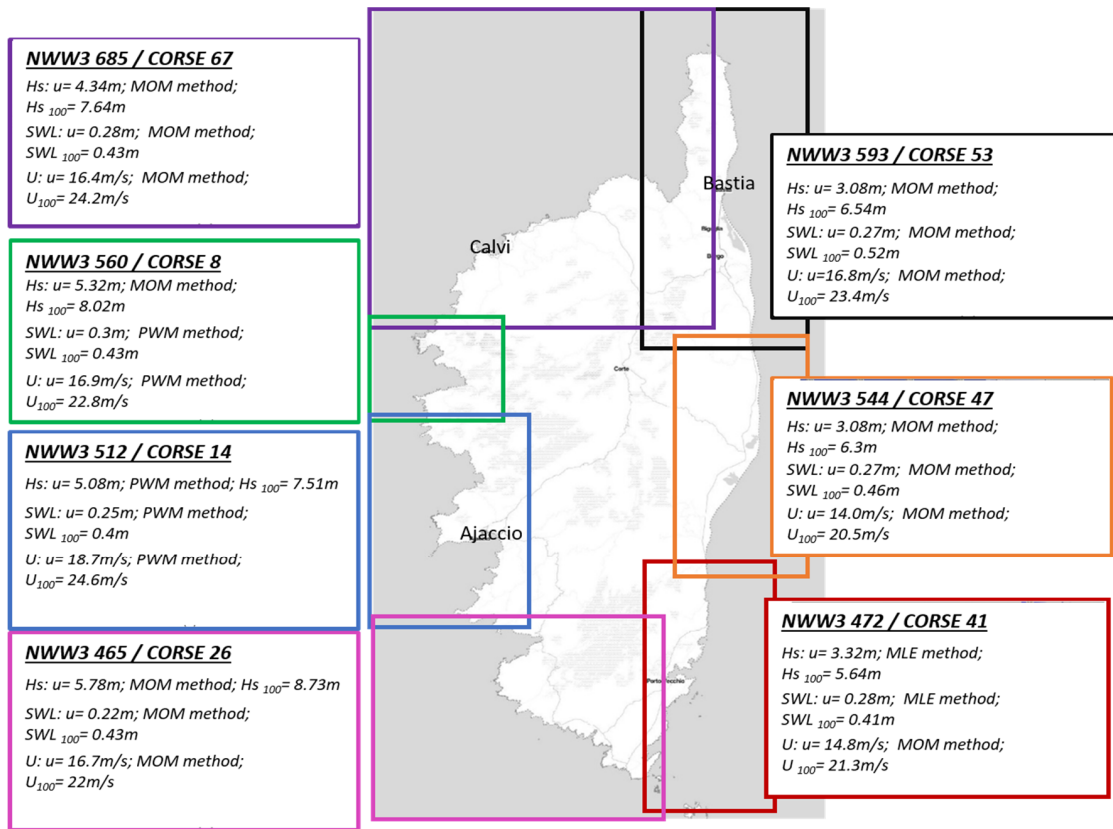 NWW3 685 / CORSE 67
Hs: u= 4.34m; MOM method;
Hs 100= 7.64m
SWL: u= 0.28m; MOM method;
SWL 100 = 0.43m
U: u= 16.4m/s; MOM method;
U100= 24.2m/s
NWW3 560 / CORSE 8
Hs: u= 5.32m; MOM method;
Hs 100 = 8.02m
SWL: u= 0.3m; PWM method;
SWL 100 = 0.43m
U: u= 16.9m/s; PWM method;
U100= 22.8m/s
NWW3 512 / CORSE 14
Hs: u= 5.08m; PWM method; Hs 100= 7.51m
SWL: u= 0.25m; PWM method;
SWL 100 = 0.4m
U: u= 18.7m/s; PWM method;
U100= 24.6m/s
NWW3 465 / CORSE 26
Hs: u= 5.78m; MOM method; Hs 100= 8.73m
SWL: u= 0.22m; MOM method;
SWL 100 = 0.43m
U: u= 16.7m/s; MOM method;
U100= 22m/s
Bastia
Calvi
Corte
Ajaccio
Porto-Vecchio
NWW3 593 / CORSE 53
Hs: u= 3.08m; MOM method;
Hs 100= 6.54m
SWL: u= 0.27m; MOM method;
SWL 100 = 0.52m
U: u=16.8m/s; MOM method;
U100= 23.4m/s
NWW3 544 / CORSE 47
Hs: u= 3.08m; MOM method;
Hs 100= 6.3m
SWL: u= 0.27m; MOM method;
SWL 100 = 0.46m
U: u= 14.0m/s; MOM method;
U100= 20.5m/s
NWW3 472 / CORSE 41
Hs: u= 3.32m; MLE method;
Hs 100= 5.64m
SWL: u= 0.28m; MLE method;
SWL 100 = 0.41m
U: u= 14.8m/s; MOM method;
U 100= 21.3m/s